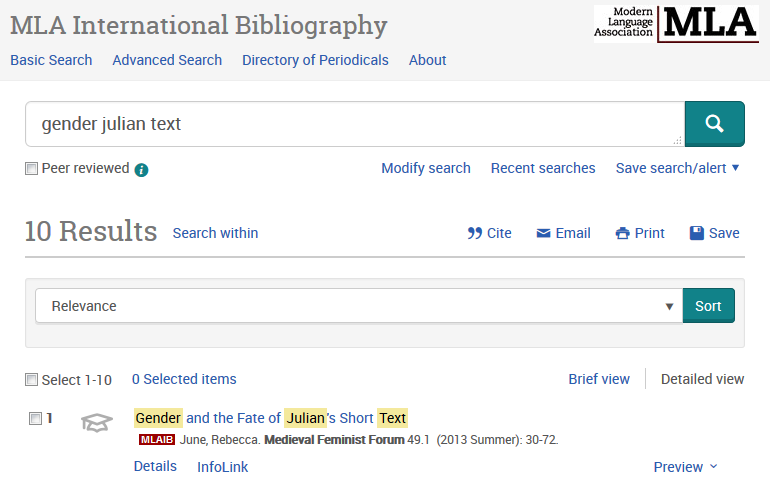 MLA International Bibliography
Modern
Language
Association
MLA
Basic Search Advanced Search Directory of Periodicals About
gender julian text
Peer reviewed i
Modify search Recent searches Save search/alert
10 Results Search within Cite Email Print Save
Relevance Sort
Select 1-10 0 Selected items Brief view Detailed view
1 Gender and the Fate of Julian's Short Text
MLAIB June, Rebecca. Medieval Feminist Forum 49.1 (2013 Summer): 30-72.
Details InfoLink Preview